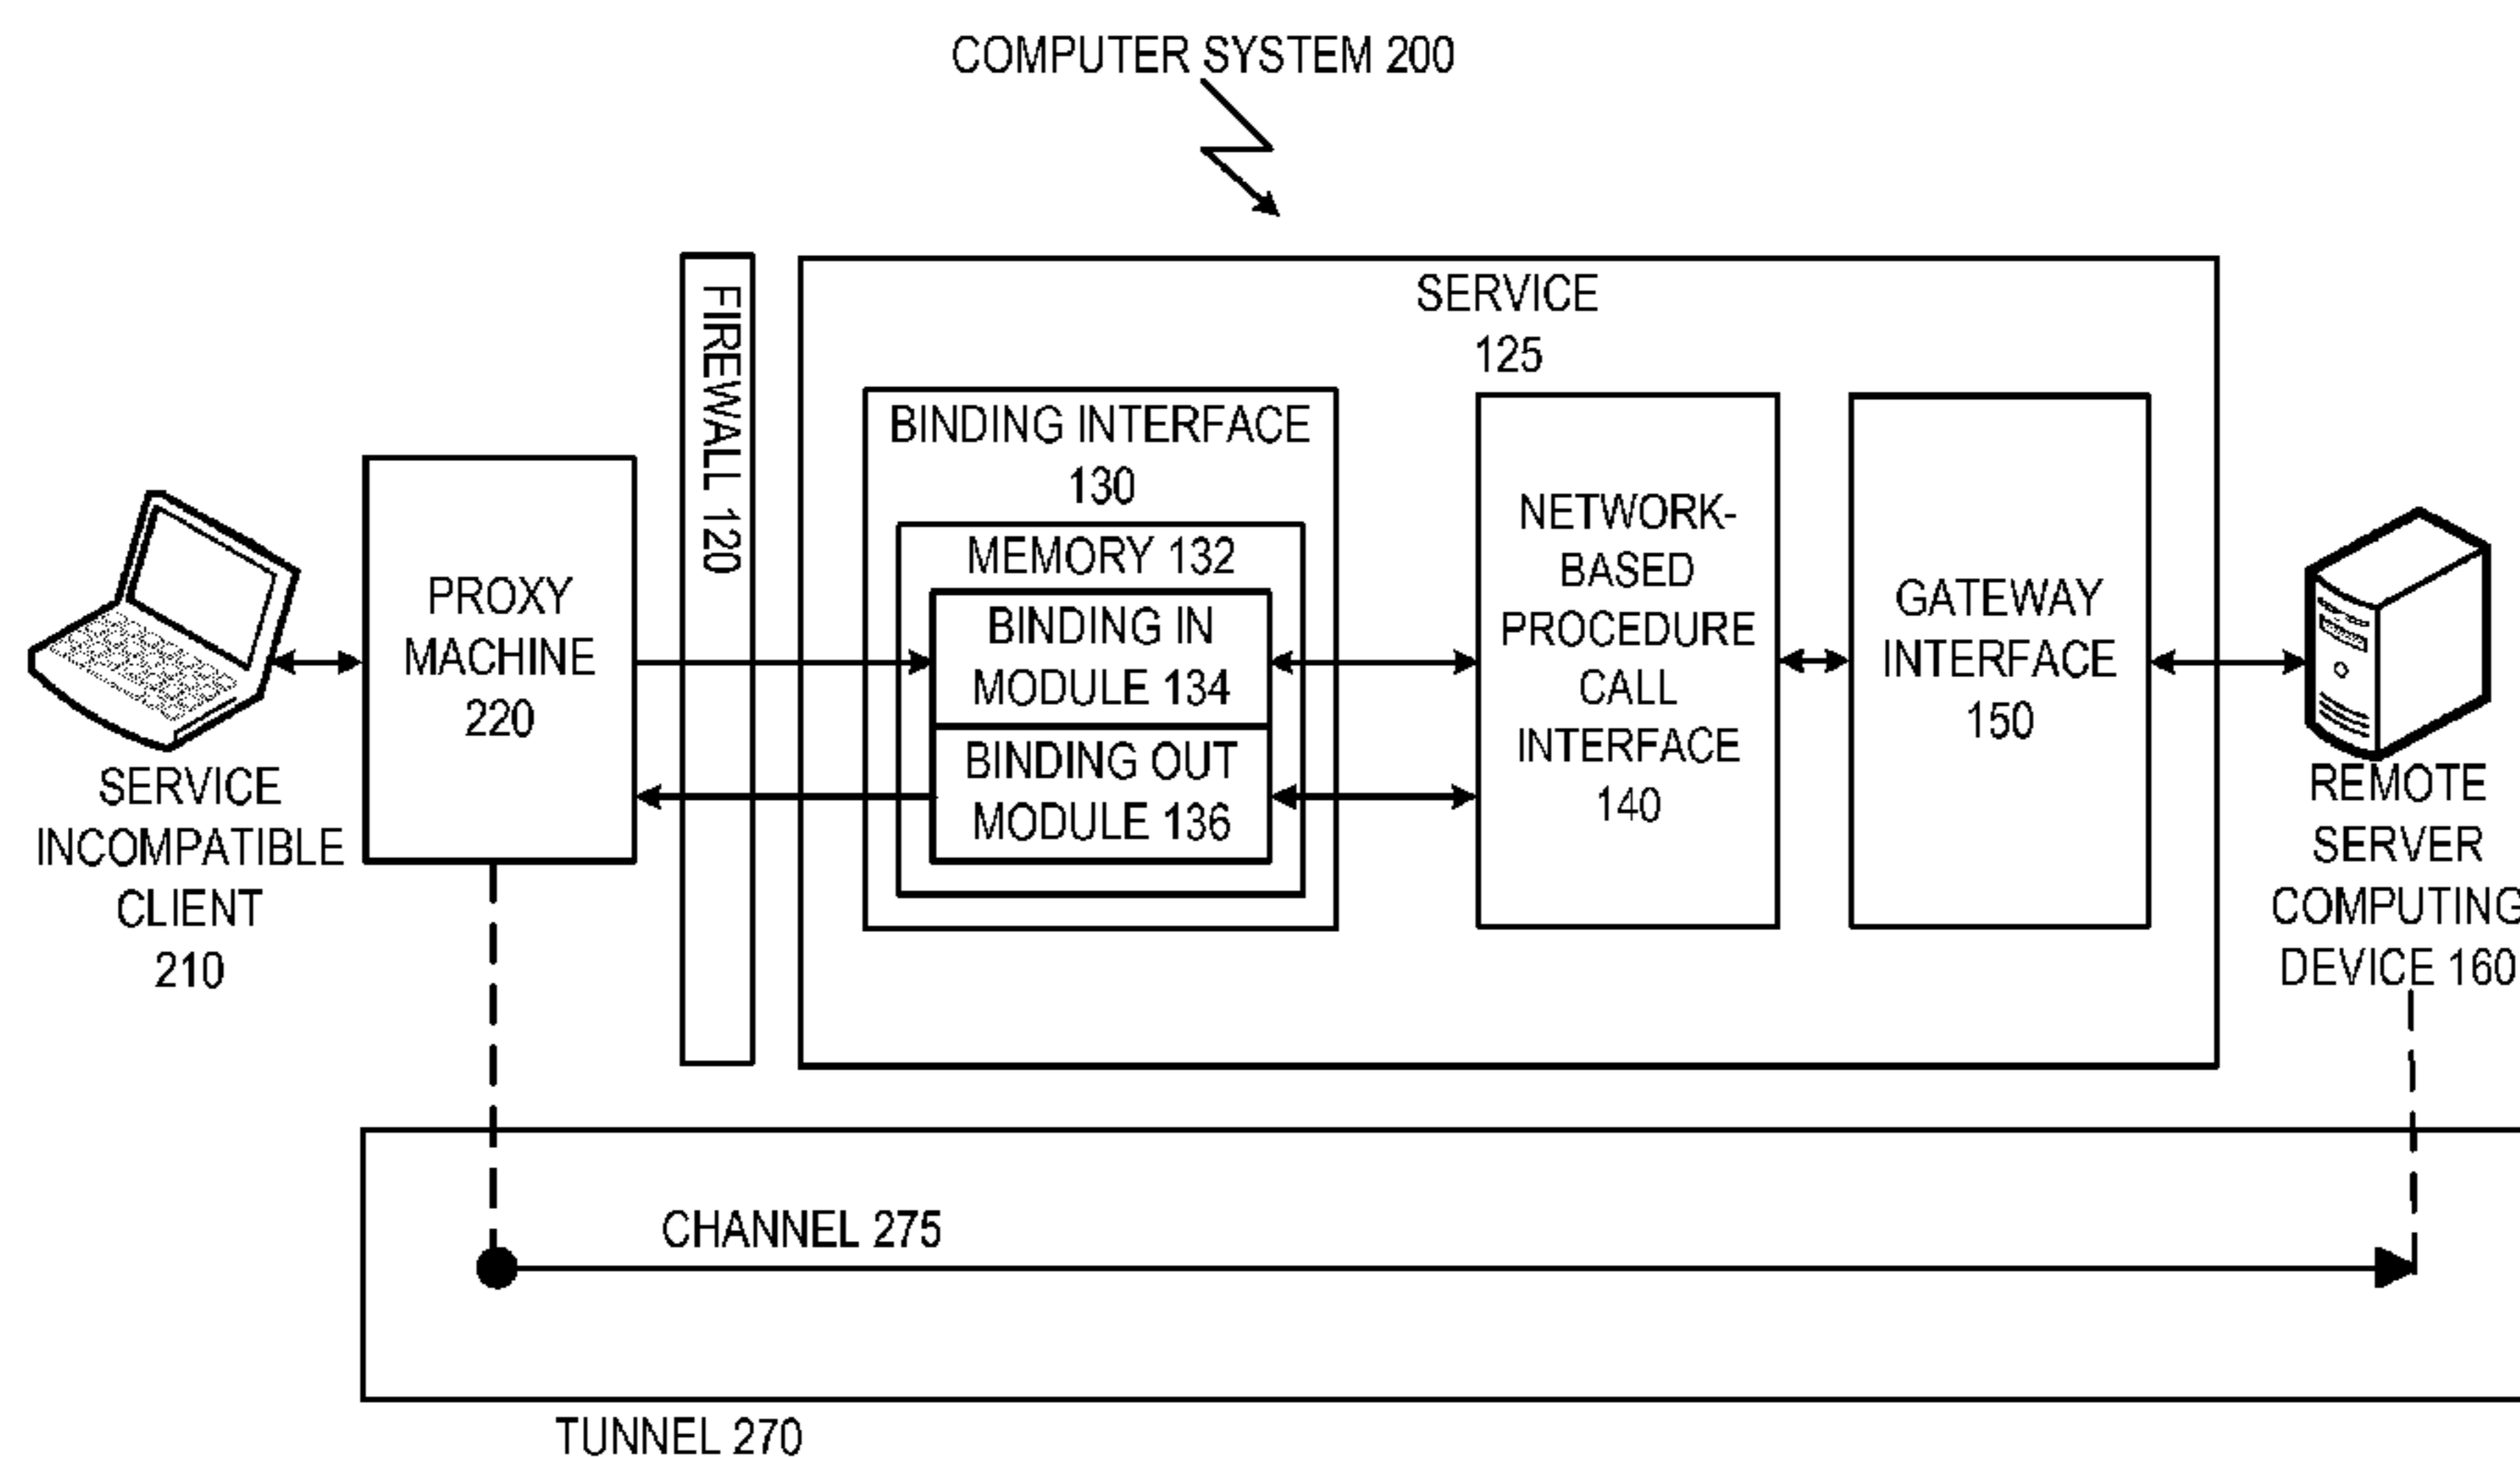 COMPUTER SYSTEM 200
SERVICE
125
FIREWALL 120
BINDING INTERFACE
130
MEMORY 132
BINDING IN
MODULE 134
BINDING OUT
MODULE 136
NETWORK-
BASED
PROCEDURE
CALL
INTERFACE
140
GATEWAY
INTERFACE
150
PROXY
MACHINE
220
SERVICE
INCOMPATIBLE
CLIENT
210
REMOTE
SERVER
COMPUTING
DEVICE 160
CHANNEL 275
TUNNEL 270